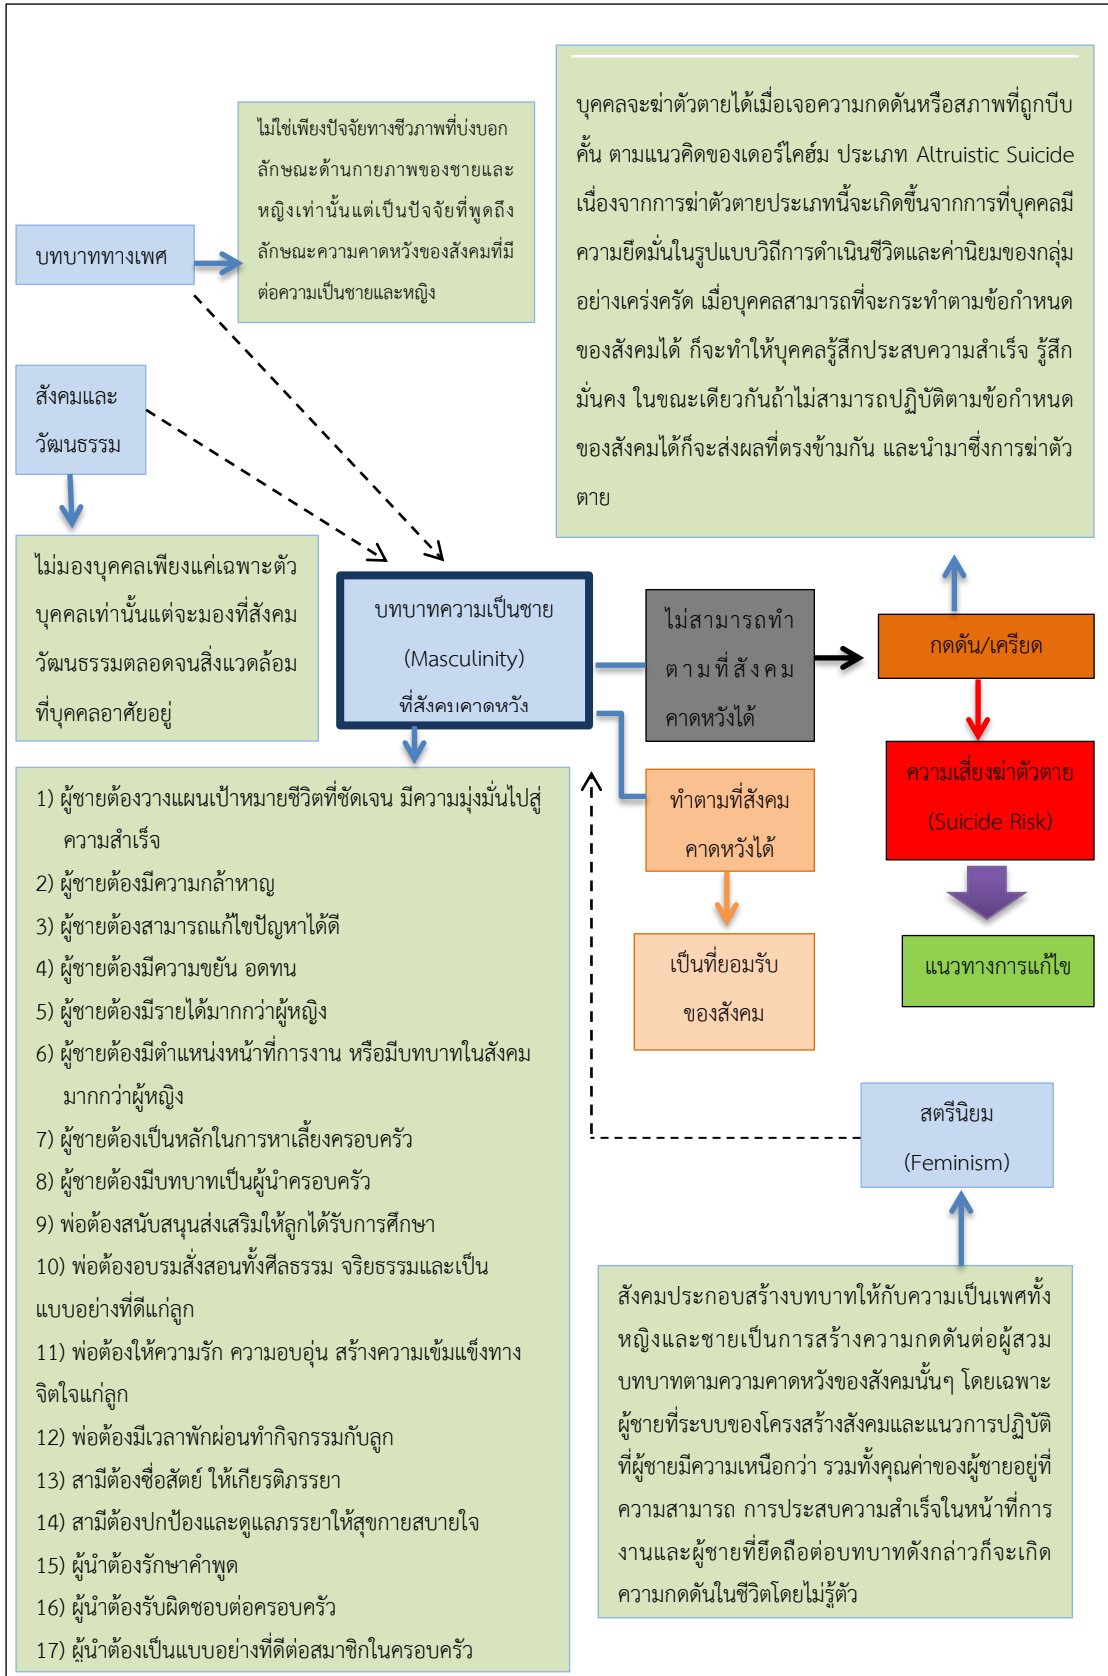 บุคคลจะฆ่าตัวตายได้เมื่อเจอความกดดันหรือสภาพที่ถูกบีบ
คั้น ตามแนวคิดของเดอร์ไคฮ์ม ประเภท Altruistic Suicide
เนื่องจากการฆ่าตัวตายประเภทนี้จะเกิดขึ้นจากการที่บุคคลมี
ความยึดมั่นในรูปแบบวิถีการดำเนินชีวิตและค่านิยมของกลุ่ม
อย่างเคร่งครัด เมื่อบุคคลสามารถที่จะกระทำตามข้อกำหนด
ของสังคมได้ ก็จะทำให้บุคคลรู้สึกประสบความสำเร็จ รู้สึก
มั่นคง ในขณะเดียวกันถ้าไม่สามารถปฏิบัติตามข้อกำหนด
ของสังคมได้ก็จะส่งผลที่ตรงข้ามกัน และนำมาซึ่งการฆ่าตัว
ตาย
ไม่ใช่เพียงปัจจัยทางชีวภาพที่บ่งบอก
ลักษณะด้านกายภาพของชายและ
หญิงเท่านั้นแต่เป็นปัจจัยที่พูดถึง
ลักษณะความคาดหวังของสังคมที่มี
ต่อความเป็นชายและหญิง
บทบาททางเพศ
สังคมและ
วัฒนธรรม
ไม่มองบุคคลเพียงแค่เฉพาะตัว
บุคคลเท่านั้นแต่จะมองที่สังคม
วัฒนธรรมตลอดจนสิ่งแวดล้อม
ที่บุคคลอาศัยอยู่
บทบาทความเป็นชาย
(Masculinity)
ที่สังคมคาดหวัง
ไม่สามารถทำ
ตามที่สังคม
คาดหวังได้
กดดัน/เครียด
ความเสี่ยงฆ่าตัวตาย
(Suicide Risk)
ทำตามที่สังคม
คาดหวังได้
เป็นที่ยอมรับ
ของสังคม
แนวทางการแก้ไข
1) ผู้ชายต้องวางแผนเป้าหมายชีวิตที่ชัดเจน มีความมุ่งมั่นไปสู่
ความสำเร็จ
2) ผู้ชายต้องมีความกล้าหาญ
3) ผู้ชายต้องสามารถแก้ไขปัญหาได้ดี
4) ผู้ชายต้องมีความขยัน อดทน
5) ผู้ชายต้องมีรายได้มากกว่าผู้หญิง
6) ผู้ชายต้องมีตำแหน่งหน้าที่การงาน หรือมีบทบาทในสังคม
มากกว่าผู้หญิง
7) ผู้ชายต้องเป็นหลักในการหาเลี้ยงครอบครัว
8) ผู้ชายต้องมีบทบาทเป็นผู้นำครอบครัว
9) พ่อต้องสนับสนุนส่งเสริมให้ลูกได้รับการศึกษา
10) พ่อต้องอบรมสั่งสอนทั้งศีลธรรม จริยธรรมและเป็น
แบบอย่างที่ดีแก่ลูก
11) พ่อต้องให้ความรัก ความอบอุ่น สร้างความเข้มแข็งทาง
จิตใจแก่ลูก
12) พ่อต้องมีเวลาพักผ่อนทำกิจกรรมกับลูก
13) สามีต้องซื่อสัตย์ ให้เกียรติภรรยา
14) สามีต้องปกป้องและดูแลภรรยาให้สุขกายสบายใจ
15) ผู้นำต้องรักษาคำพูด
16) ผู้นำต้องรับผิดชอบต่อครอบครัว
17) ผู้นำต้องเป็นแบบอย่างที่ดีต่อสมาชิกในครอบครัว
สตรีนิยม
(Feminism)
สังคมประกอบสร้างบทบาทให้กับความเป็นเพศทั้ง
หญิงและชายเป็นการสร้างความกดดันต่อผู้สวม
บทบาทตามความคาดหวังของสังคมนั้นๆ โดยเฉพาะ
ผู้ชายที่ระบบของโครงสร้างสังคมและแนวการปฏิบัติ
ที่ผู้ชายมีความเหนือกว่า รวมทั้งคุณค่าของผู้ชายอยู่ที่
ความสามารถ การประสบความสำเร็จในหน้าที่การ
งานและผู้ชายที่ยึดถือต่อบทบาทดังกล่าวก็จะเกิด
ความกดดันในชีวิตโดยไม่รู้ตัว